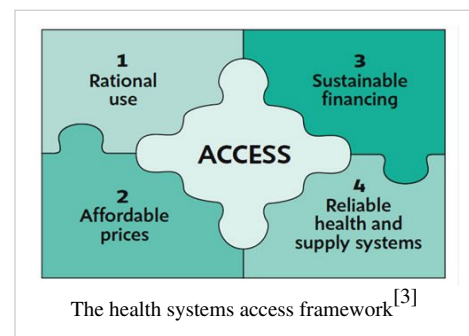 1
Rational
use
3
Sustainable
financing
ACCESS
2
Affordable
prices
4
Reliable
health and
supply systems
The health systems access framework[3]